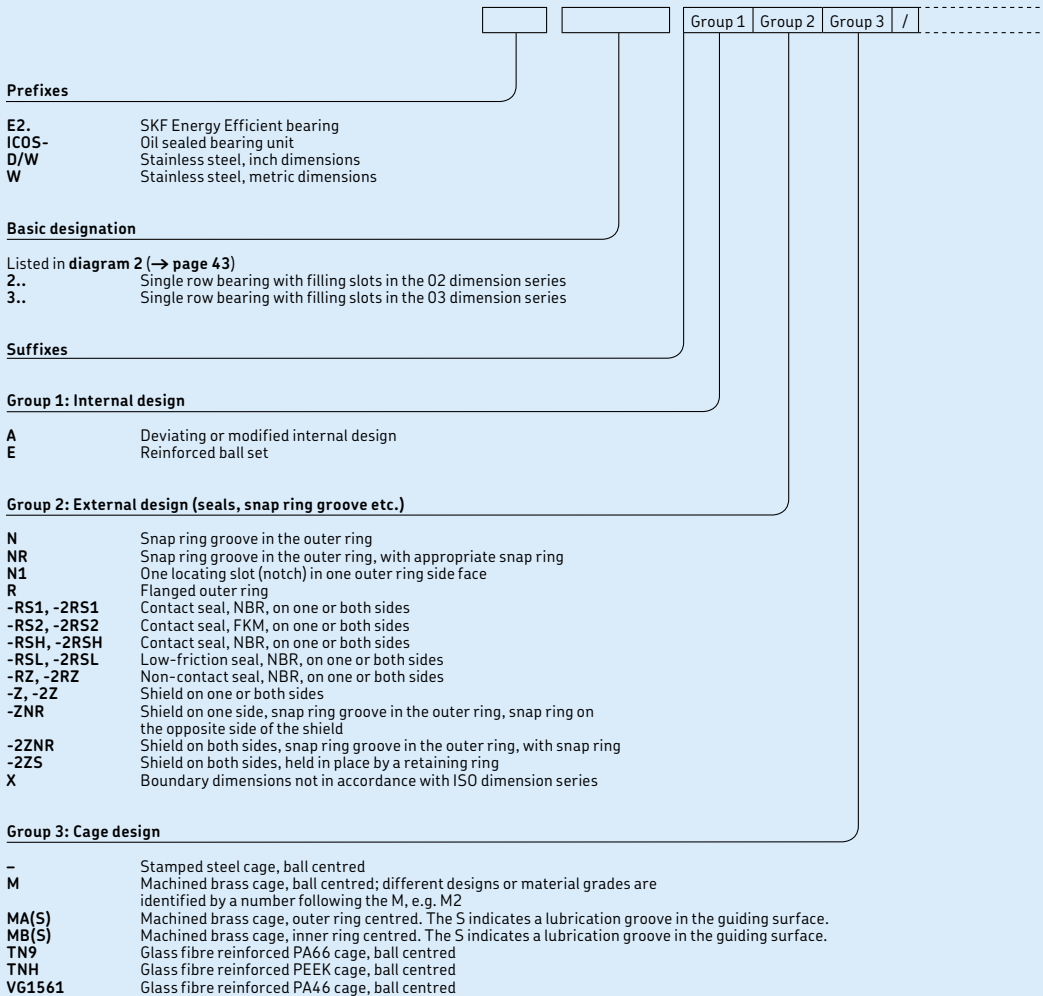 Group 1 Group 2 Group 3 /
Prefixes
E2. SKF Energy Efficient bearing
ICOS- Oil sealed bearing unit
D/W Stainless steel, inch dimensions
W Stainless steel, metric dimensions
Basic designation
Listed in diagram 2 (→ page 43)
2.. Single row bearing with filling slots in the 02 dimension series
3.. Single row bearing with filling slots in the 03 dimension series
Suffixes
Group 1: Internal design
A Deviating or modified internal design
E Reinforced ball set
Group 2: External design (seals, snap ring groove etc.)
N Snap ring groove in the outer ring
NR Snap ring groove in the outer ring, with appropriate snap ring
N1 One locating slot (notch) in one outer ring side face
R Flanged outer ring
-RS1, -2RS1 Contact seal, NBR, on one or both sides
-RS2, -2RS2 Contact seal, FKM, on one or both sides
-RSH, -2RSH Contact seal, NBR, on one or both sides
-RSL, -2RSL Low-friction seal, NBR, on one or both sides
-RZ, -2RZ Non-contact seal, NBR, on one or both sides
-Z, -2Z Shield on one or both sides
-ZNR Shield on one side, snap ring groove in the outer ring, snap ring on
the opposite side of the shield
-2ZNR Shield on both sides, snap ring groove in the outer ring, with snap ring
-2ZS Shield on both sides, held in place by a retaining ring
X Boundary dimensions not in accordance with ISO dimension series
Group 3: Cage design
– Stamped steel cage, ball centred
M Machined brass cage, ball centred; different designs or material grades are
identified by a number following the M, e.g. M2
MA(S) Machined brass cage, outer ring centred. The S indicates a lubrication groove in the guiding surface.
MB(S) Machined brass cage, inner ring centred. The S indicates a lubrication groove in the guiding surface.
TN9 Glass fibre reinforced PA66 cage, ball centred
TNH Glass fibre reinforced PEEK cage, ball centred
VG1561 Glass fibre reinforced PA46 cage, ball centred